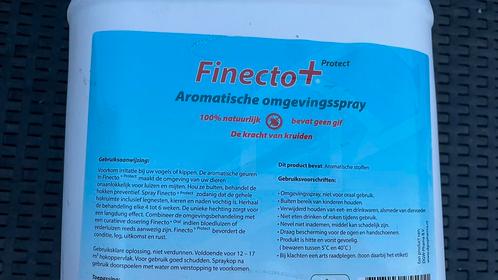 Finecto+ Protect
Aromatische omgevingsspray
100% natuurlijk bevat geen gif
De kracht van kruiden
Gebruiksaanwijzing:
Voorkom irritatie bij uw vogels of kippen. De aromatische geuren
in Finecto + Protect maakt de omgeving van uw dieren
onaantrekkelijk voor luizen en mijten. Hou ze buiten, behandel de
hokken preventief. Spray Finecto + Protect zodanig dat de gehele
hokruimte inclusief legnesten, kieren en naden vochtig is. Herhaal
de behandeling elke 4 tot 6 weken. De unieke hechting zorgt voor
een langdurig effect. Combineer de omgevingsbehandeling met
een curatieve dosering Finecto+ Oral indien bloedluizen of
vedermijten reeds aanwezig zijn. Finecto+ Protect bevordert de
conditie, leg, uitkomst en rust.
Gebruiksklare oplossing, niet verdunnen. Voldoende voor 12 – 17
m² hokoppervlak. Voor gebruik goed schudden. Spraykop na
gebruik doorspoelen met water om verstopping te voorkomen.
Toepassing:
Dit product bevat: Aromatische stoffen
Gebruiksvoorschriften:
- Omgevingsspray, niet voor oraal gebruik.
- Buiten bereik van kinderen houden.
- Verwijderd houden van eet- en drinkwaren, alsmede van diervoeder
- Niet eten drinken of roken tijdens gebruik.
- Niet inademen, kan mogelijk schadelijk zijn.
- Draag bescherming voor de ogen en handschoenen.
- Product is hitte en vorst gevoelig.
( bewaren tussen 5°C en 40°C )
- Bij klachten een arts raadplegen. (toon daarbij het etiket)
Een product van: